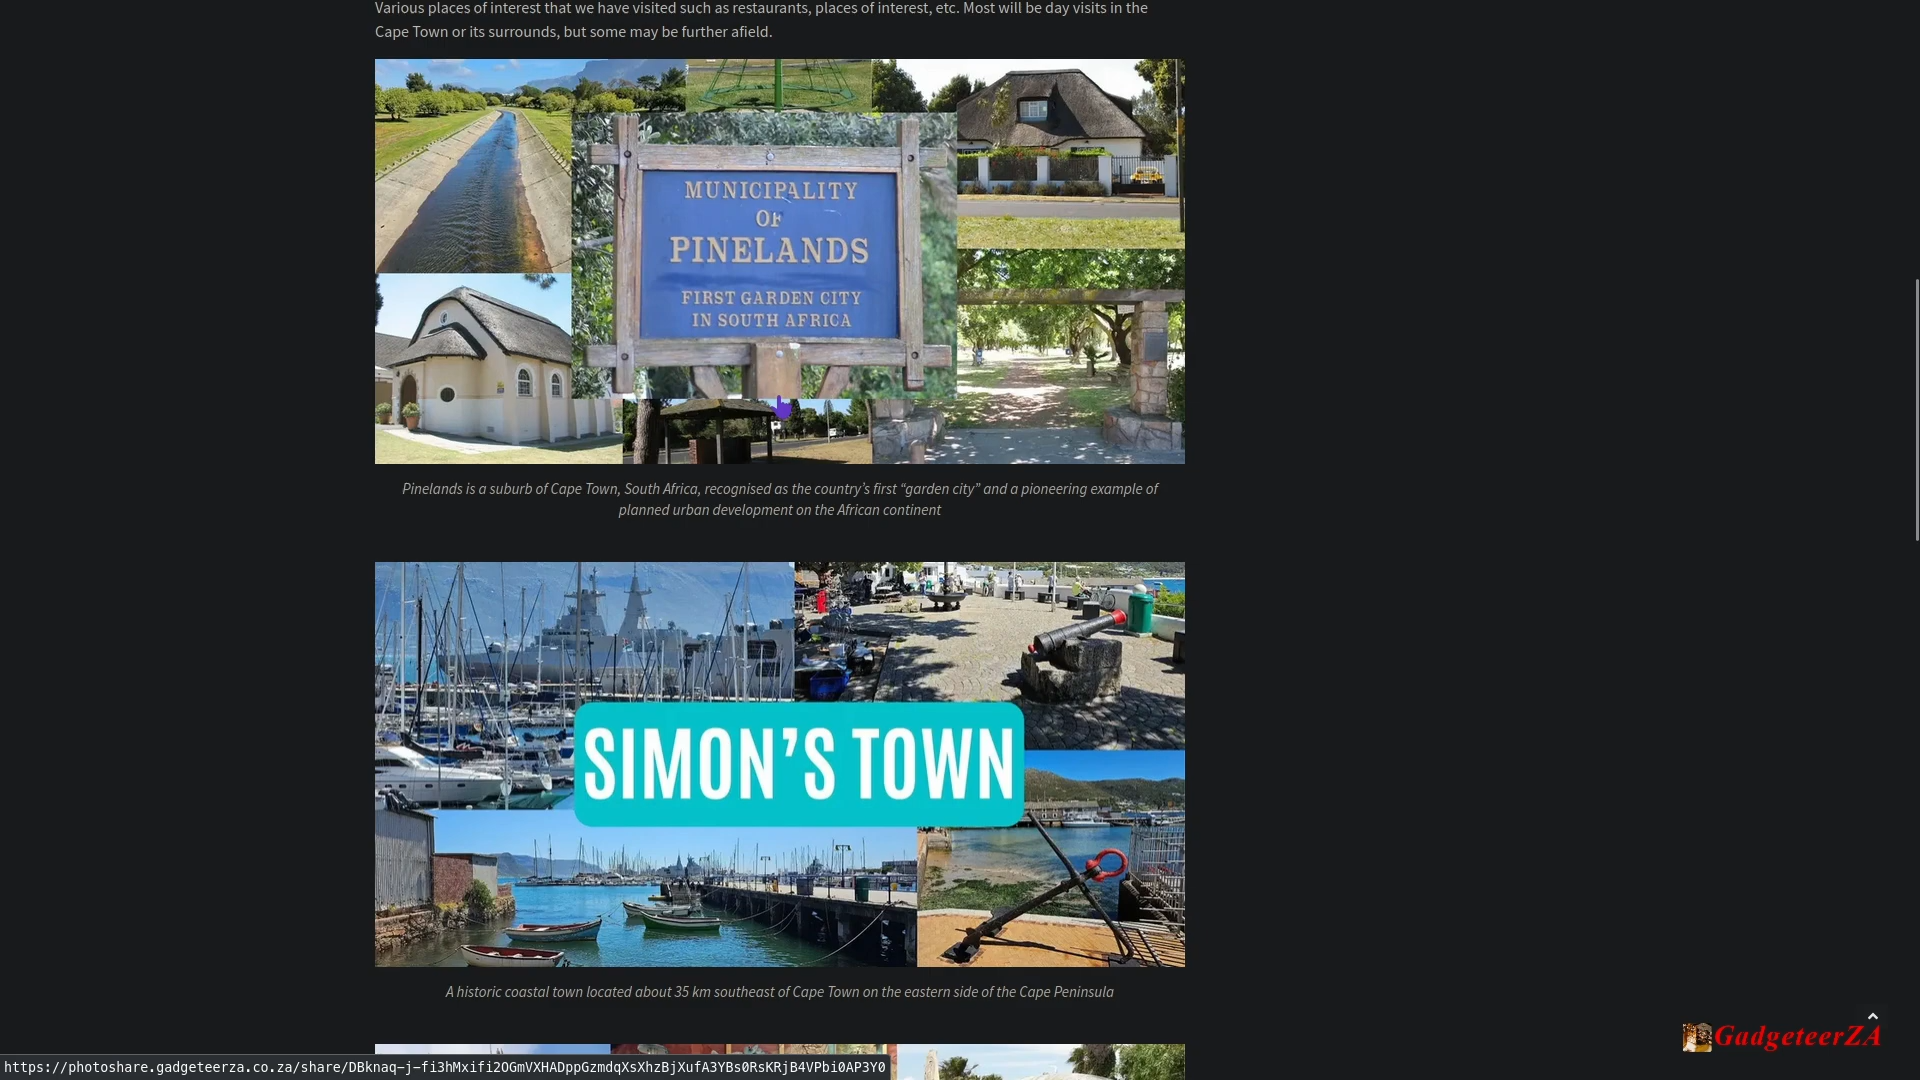 Various places of interest that we have visited such as restaurants, places of interest, etc. Most will be day visits in the
Cape Town or its surrounds, but some may be further afield.
MUNICIPALITY
OF
PINELANDS
FIRST GARDEN CITY
IN SOUTH AFRICA
Pinelands is a suburb of Cape Town, South Africa, recognised as the country’s first “garden city” and a pioneering example of
planned urban development on the African continent
SIMON’S TOWN
A historic coastal town located about 35 km southeast of Cape Town on the eastern side of the Cape Peninsula
GadgeteerZA
https://photoshare.gadgeteerza.co.za/share/DBknaq-j-fi3hMxifi2OGmVXHADppGzmdqXsXhzBjXufA3YBs0RsKRjB4VPbi0AP3Y0